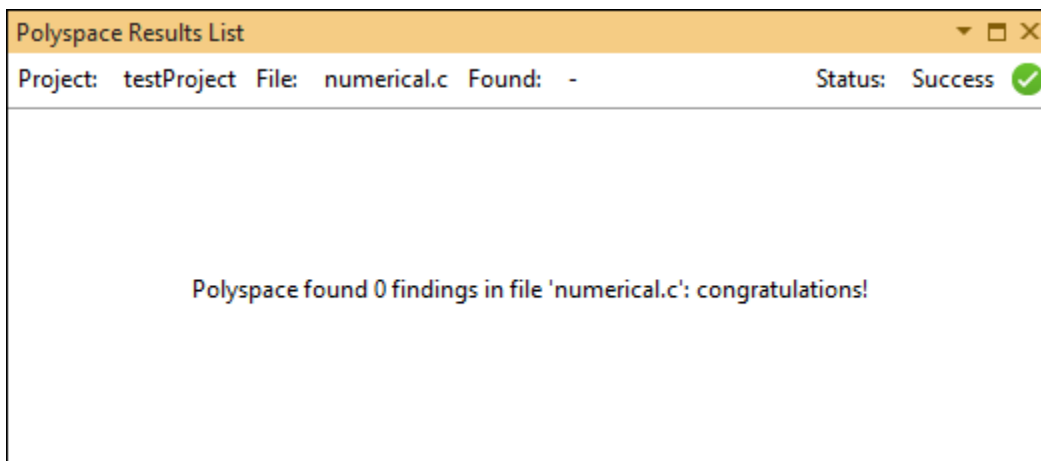 Polyspace Results List
Project: testProject File: numerical.c Found: - Status: Success
Polyspace found 0 findings in file 'numerical.c': congratulations!